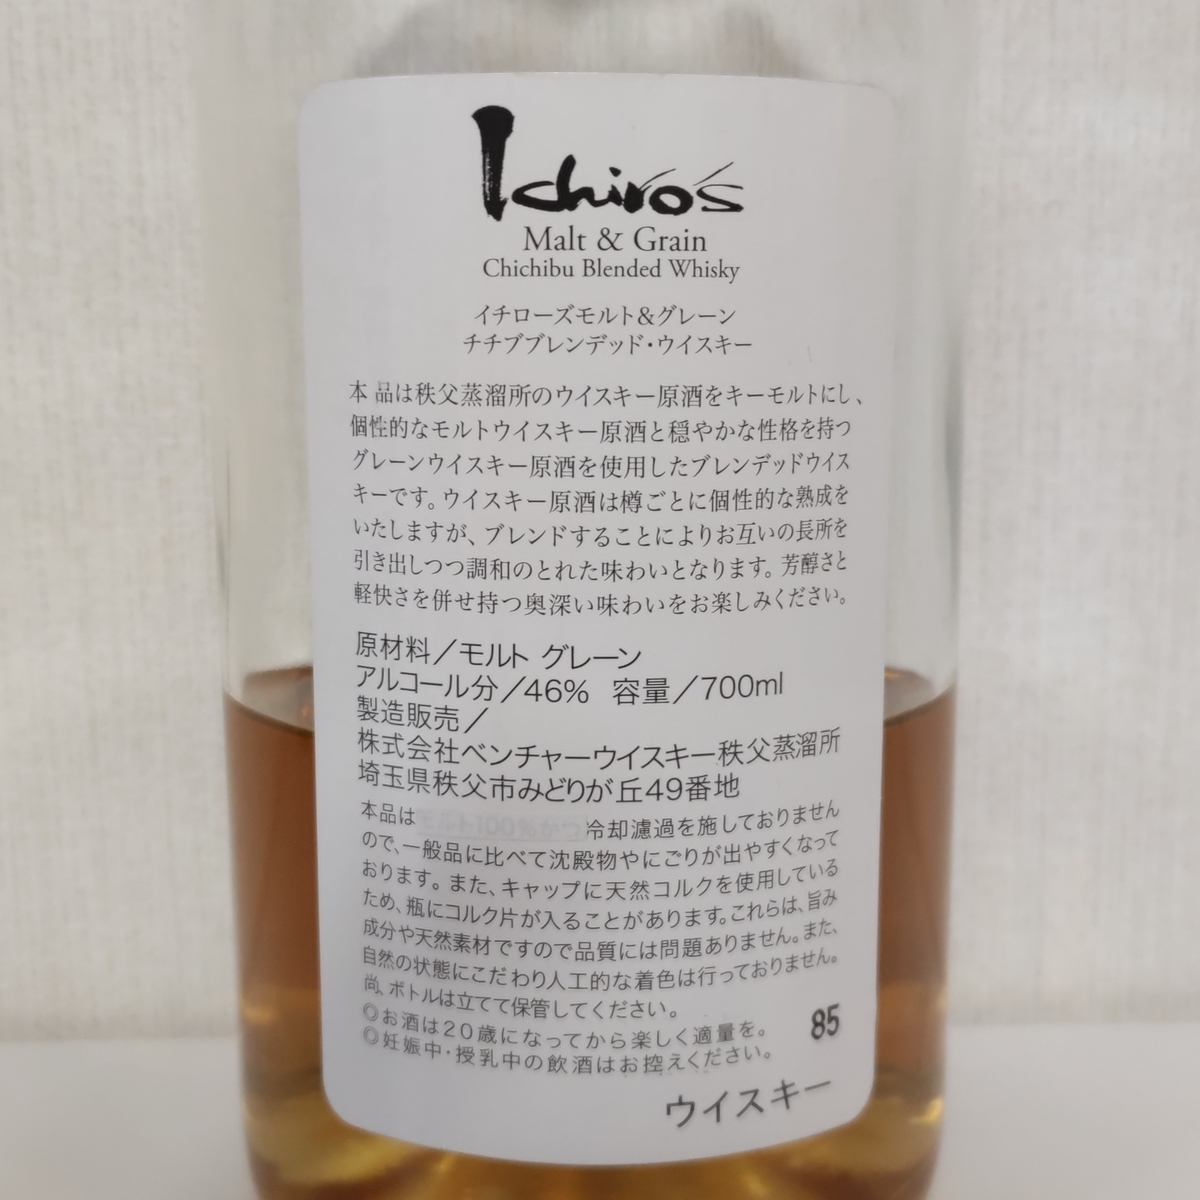 Ichiro's
Malt & Grain
Chichibu Blended Whisky
イチローズモルト&グレーン
チチブブレンデッド・ウイスキー
本品は秩父蒸溜所のウイスキー原酒をキーモルトにし、
個性的なモルトウイスキー原酒と穏やかな性格を持つ
グレーンウイスキー原酒を使用したブレンデッドウイス
キーです。ウイスキー原酒は樽ごとに個性的な熟成を
いたしますが、ブレンドすることによりお互いの長所を
引き出しつつ調和のとれた味わいとなります。芳醇さと
軽快さを併せ持つ奥深い味わいをお楽しみください。
原材料/モルト グレーン
アルコール分/46% 容量/700ml
製造販売/
株式会社ベンチャーウイスキー秩父蒸溜所
埼玉県秩父市みどりが丘49番地
本品はモルト100%かつ冷却濾過を施しておりません
ので、一般品に比べて沈殿物やにごりが出やすくなって
おります。また、キャップに天然コルクを使用している
ため、瓶にコルク片が入ることがあります。これらは、旨み
成分や天然素材ですので品質には問題ありません。また、
自然の状態にこだわり人工的な着色は行っておりません。
尚、ボトルは立てて保管してください。
◎お酒は20歳になってから楽しく適量を。
◎妊娠中・授乳中の飲酒はお控えください。
85
ウイスキー